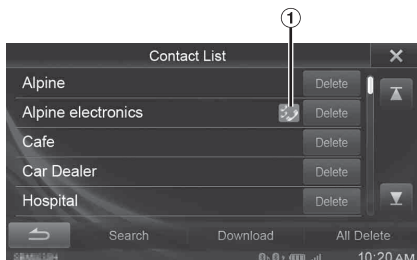 1
Contact List
Alpine Delete
Alpine electronics Delete
Cafe Delete
Car Dealer Delete
Hospital Delete
Search Download All Delete
10:20 AM